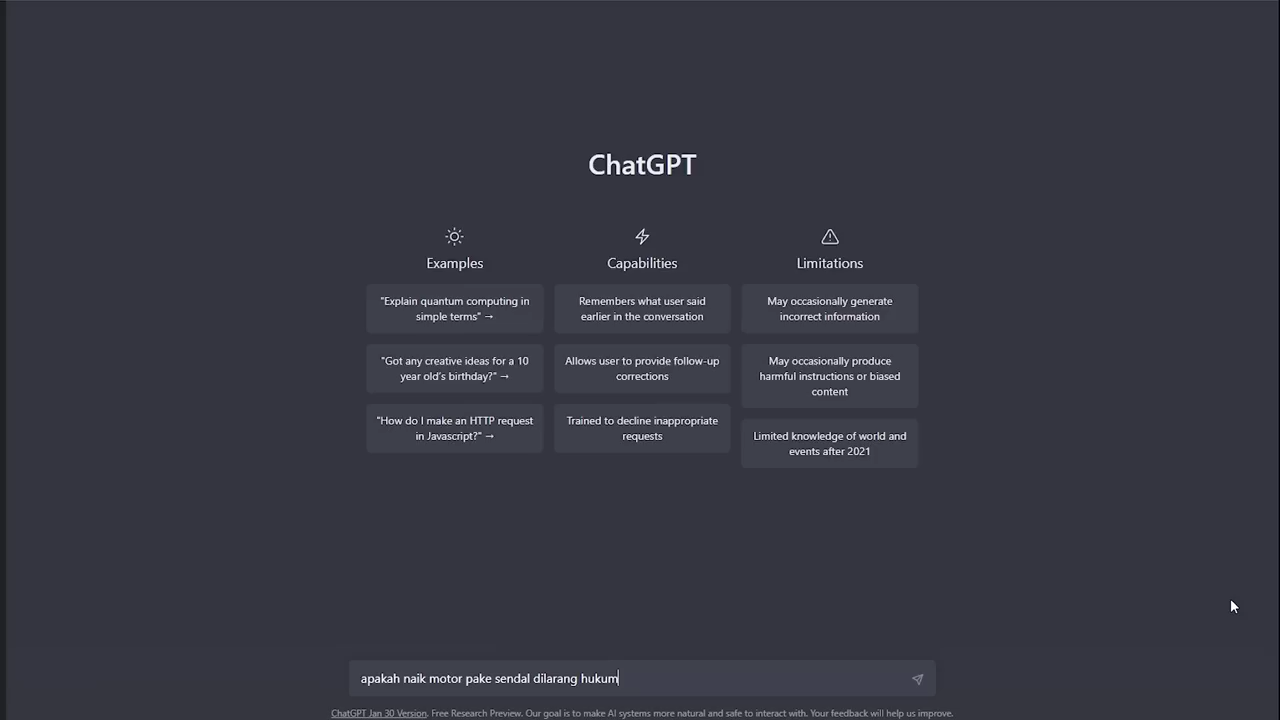 ChatGPT
Examples
"Explain quantum computing in
simple terms" →
"Got any creative ideas for a 10
year old's birthday?" →
"How do I make an HTTP request
in Javascript?" →
Capabilities
Remembers what user said
earlier in the conversation
Allows user to provide follow-up
corrections
Trained to decline inappropriate
requests
Limitations
May occasionally generate
incorrect information
May occasionally produce
harmful instructions or biased
content
Limited knowledge of world and
events after 2021
apakah naik motor pake sendal dilarang hukum
ChatGPT Jan 30 Version. Free Research Preview. Our goal is to make AI systems more natural and safe to interact with. Your feedback will help us improve.